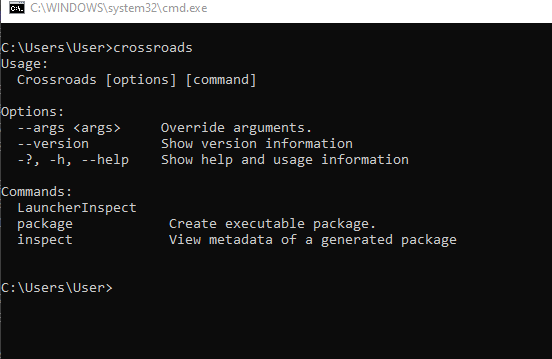 C:\WINDOWS\system32\cmd.exe
C:\Users\User>crossroads
Usage:
  Crossroads [options] [command]
Options:
  --args <args>     Override arguments.
  --version         Show version information
  -?, -h, --help    Show help and usage information
Commands:
  LauncherInspect
  package            Create executable package.
  inspect            View metadata of a generated package
C:\Users\User>